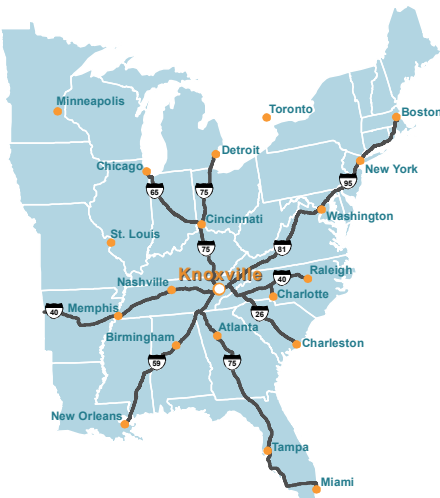 Minneapolis
Toronto
Boston
Detroit
Chicago
New York
65
75
95
Cincinnati
Washington
St. Louis
75
81
Knoxville
Raleigh
40
Nashville
Charlotte
40
Memphis
26
Atlanta
Birmingham
Charleston
59
75
New Orleans
Tampa
Miami